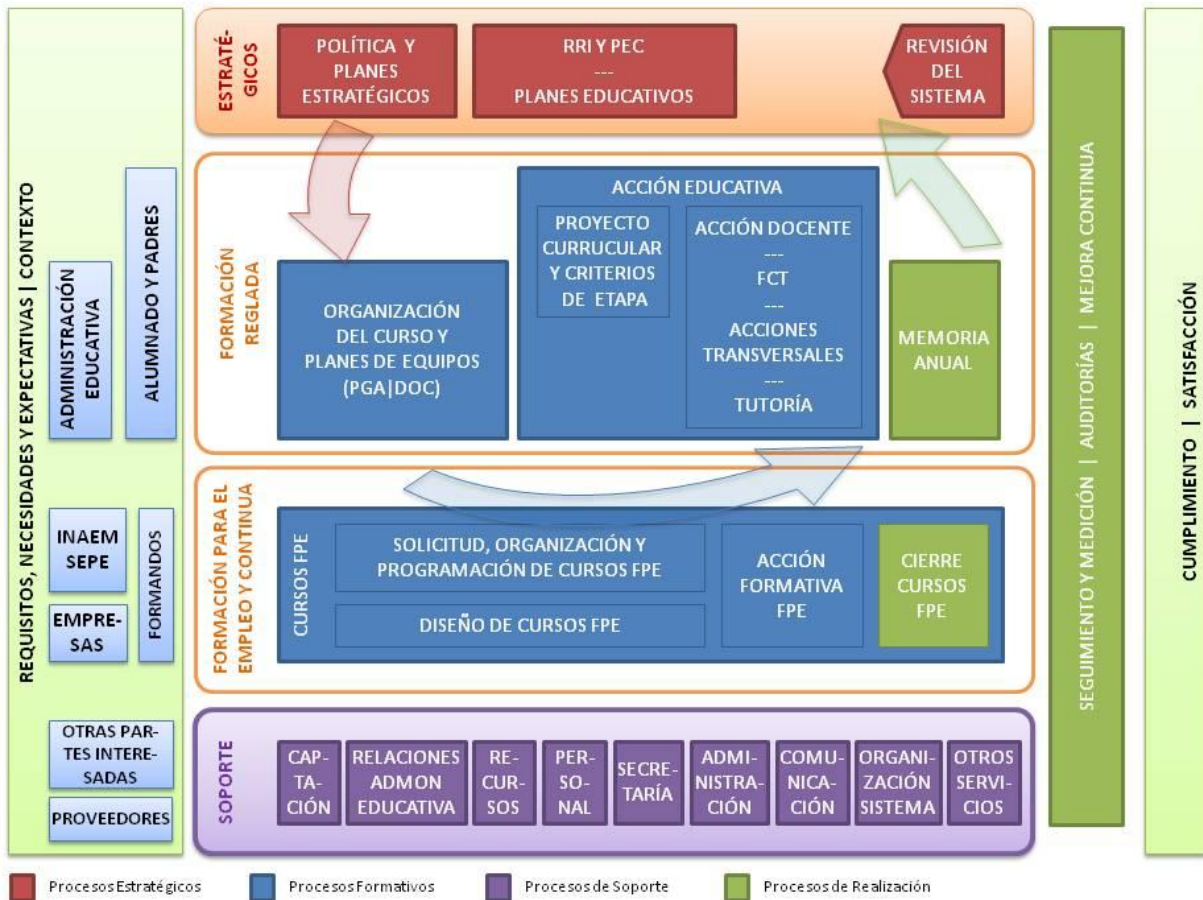 REQUISITOS, NECESIDADES Y EXPECTATIVAS | CONTEXTO
ADMINISTRACIÓN
EDUCATIVA
ALUMNADO Y PADRES
INAEM
SEPE
EMPRE-
SAS
FORMANDOS
OTRAS PAR-
TES INTERE-
SADAS
PROVEEDORES
ESTRATÉ-
GICOS
POLÍTICA Y
PLANES
ESTRATÉGICOS
RRI Y PEC
---
PLANES EDUCATIVOS
REVISIÓN
DEL
SISTEMA
FORMACIÓN
REGLADA
ORGANIZACIÓN
DEL CURSO Y
PLANES DE EQUIPOS
(PGA|DOC)
ACCIÓN EDUCATIVA
PROYECTO
CURRUCULAR
Y CRITERIOS
DE ETAPA
ACCIÓN DOCENTE
---
FCT
---
ACCIONES
TRANSVERSALES
---
TUTORÍA
MEMORIA
ANUAL
FORMACIÓN PARA EL
EMPLEO Y CONTINUA
CURSOS FPE
SOLICITUD, ORGANIZACIÓN Y
PROGRAMACIÓN DE CURSOS FPE
DISEÑO DE CURSOS FPE
ACCIÓN
FORMATIVA
FPE
CIERRE
CURSOS
FPE
SOPORTE
CAP-
TA-
CIÓN
RELACIONES
ADMON
EDUCATIVA
RE-
CUR-
SOS
PER-
SO-
NAL
SECRE-
TARÍA
ADMI-
NISTRA-
CIÓN
COMU-
NICA-
CIÓN
ORGANI-
ZACIÓN
SISTEMA
OTROS
SERVI-
CIOS
SEGUIMIENTO Y MEDICIÓN | AUDITORÍAS | MEJORA CONTINUA
CUMPLIMIENTO | SATISFACCIÓN
Procesos Estratégicos
Procesos Formativos
Procesos de Soporte
Procesos de Realización